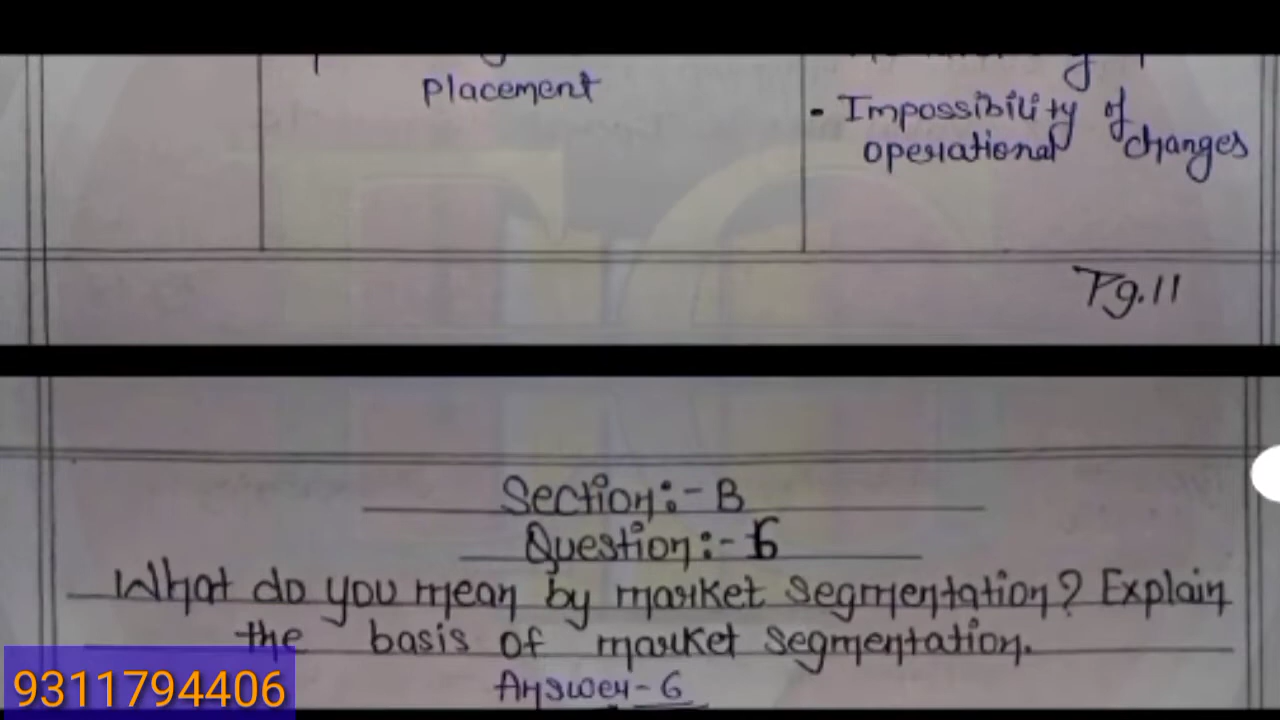 placement
- Impossibility of
operational changes
Pg.11
Section:- B
Question:- 6
What do you mean by market segmentation? Explain
the basis of market segmentation.
Answer - 6
9311794406